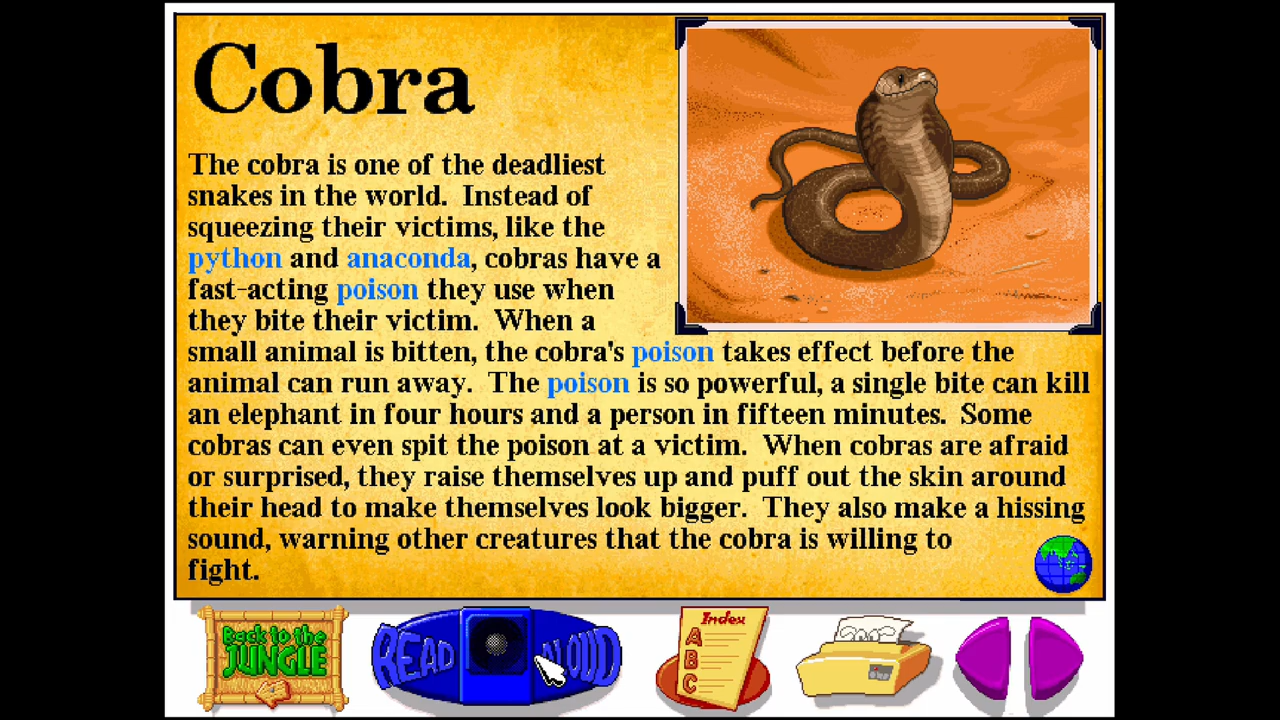 Cobra
The cobra is one of the deadliest
snakes in the world.  Instead of
squeezing their victims, like the
python and anaconda, cobras have a
fast-acting poison they use when
they bite their victim.  When a
small animal is bitten, the cobra's poison takes effect before the
animal can run away.  The poison is so powerful, a single bite can kill
an elephant in four hours and a person in fifteen minutes.  Some
cobras can even spit the poison at a victim.  When cobras are afraid
or surprised, they raise themselves up and puff out the skin around
their head to make themselves look bigger.  They also make a hissing
sound, warning other creatures that the cobra is willing to
fight.
Back to the
JUNGLE
READ ALOUD
Index
A
B
C